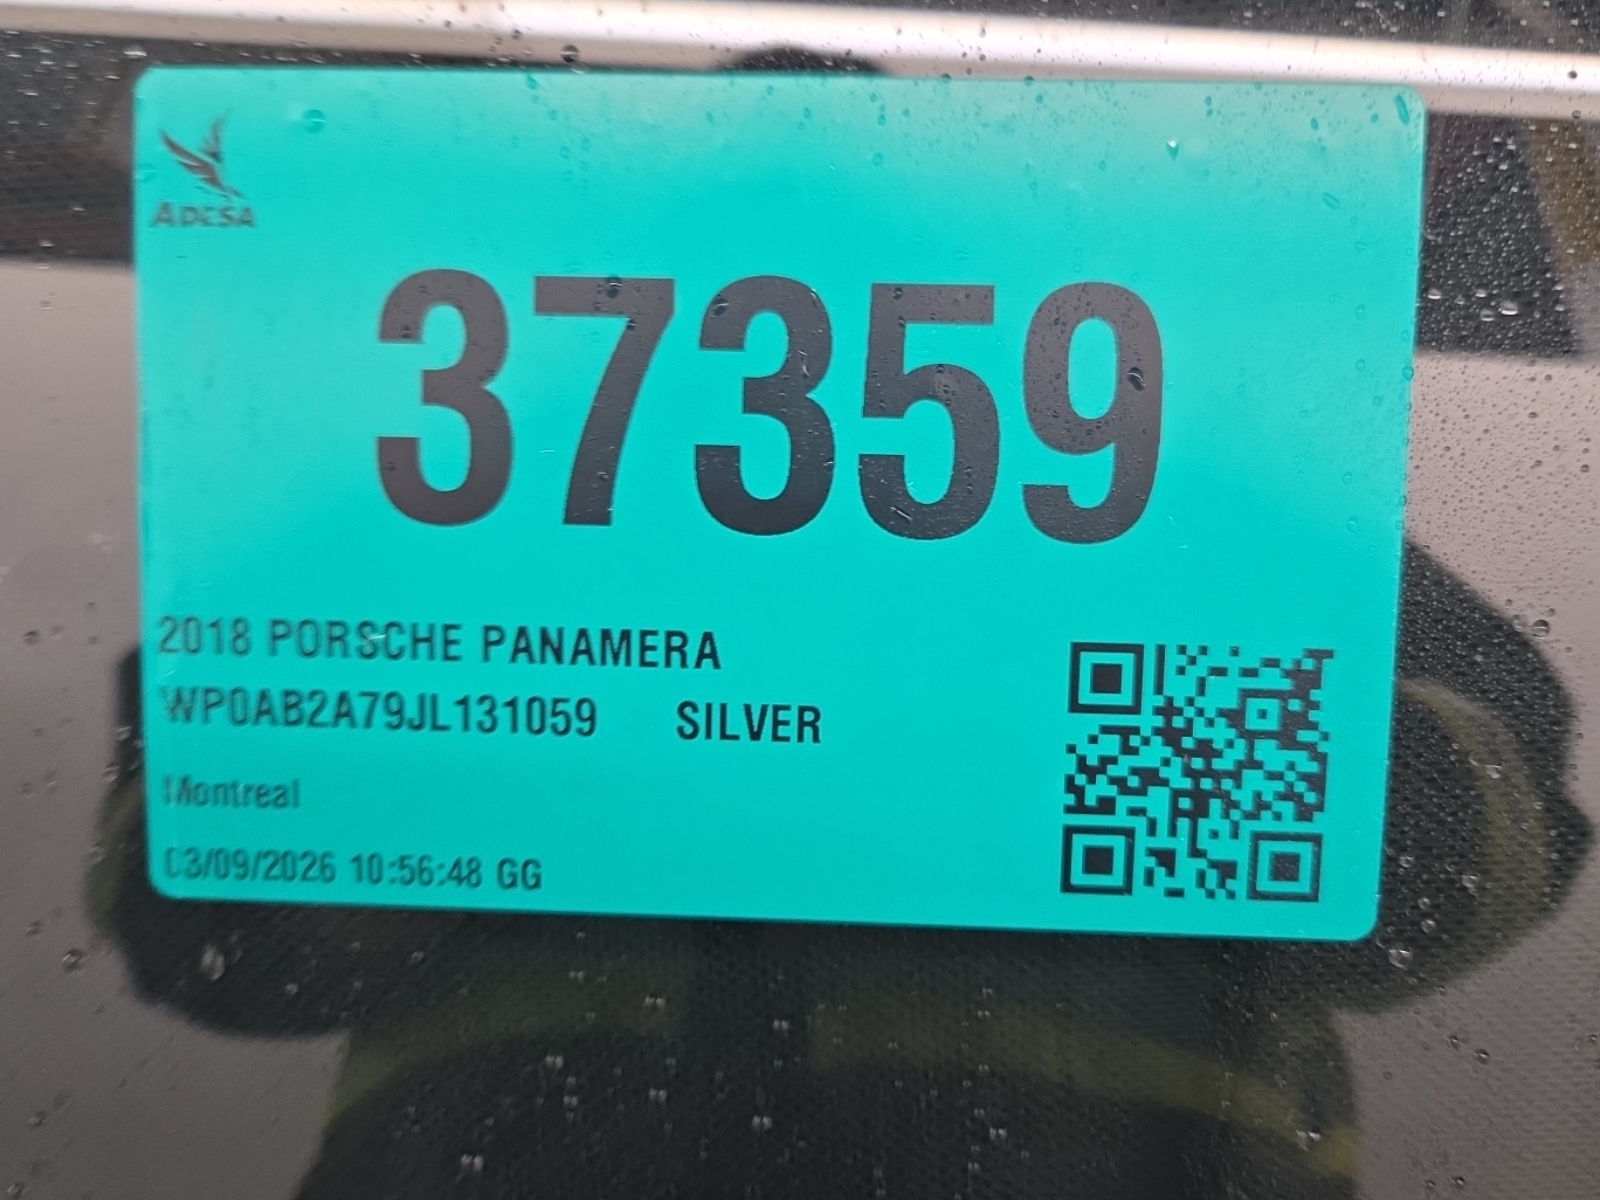 ADESA
37359
2018 PORSCHE PANAMERA
WP0AB2A79JL131059 SILVER
Montreal
03/09/2026 10:56:48 GG